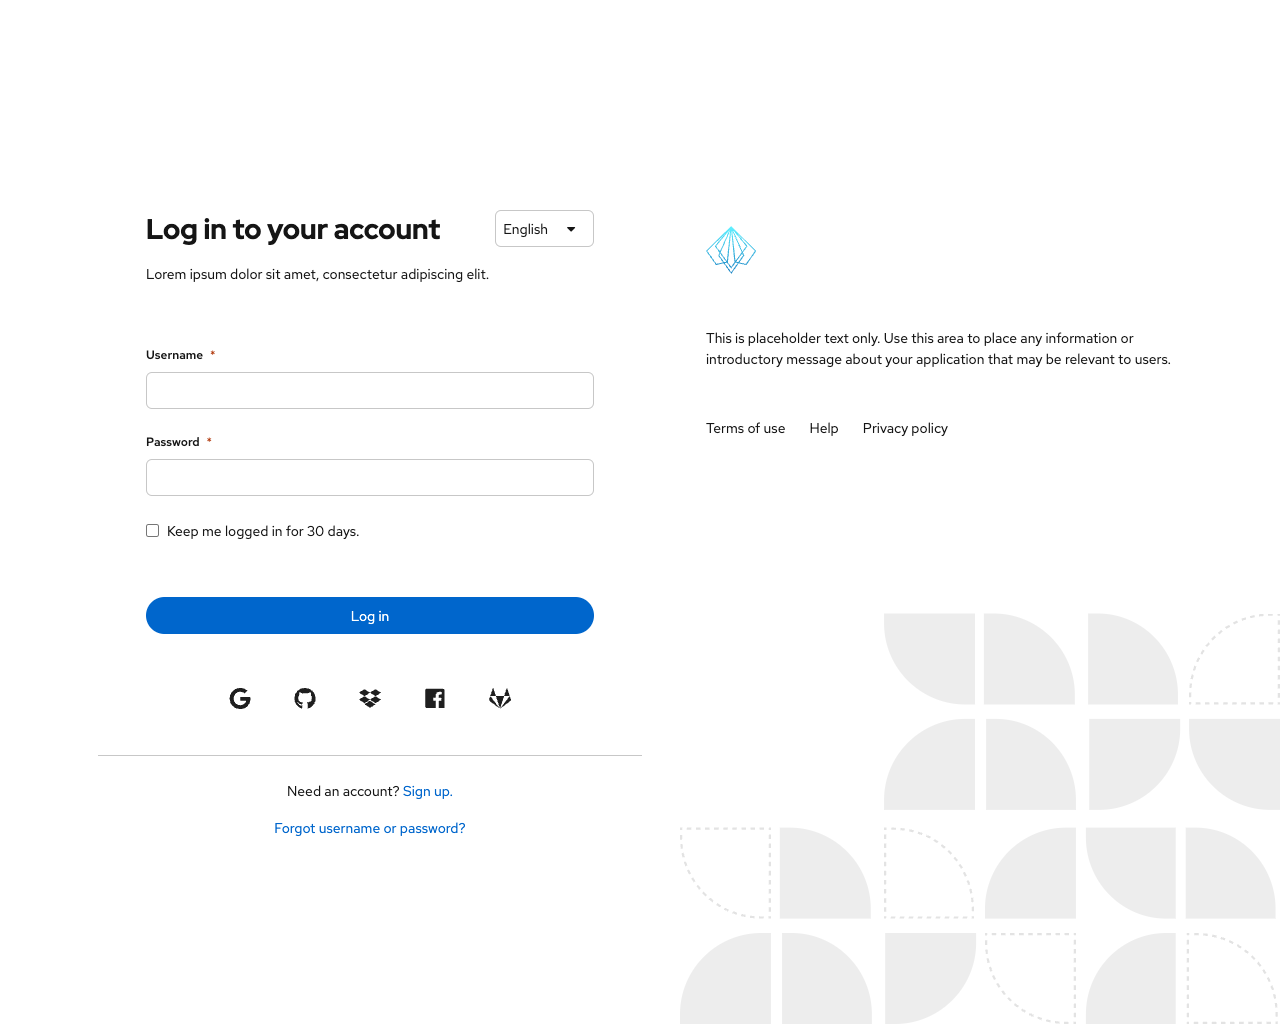 Log in to your account
English
Lorem ipsum dolor sit amet, consectetur adipiscing elit.
Username *
Password *
Keep me logged in for 30 days.
Log in
Need an account? Sign up.
Forgot username or password?
This is placeholder text only. Use this area to place any information or
introductory message about your application that may be relevant to users.
Terms of use Help Privacy policy